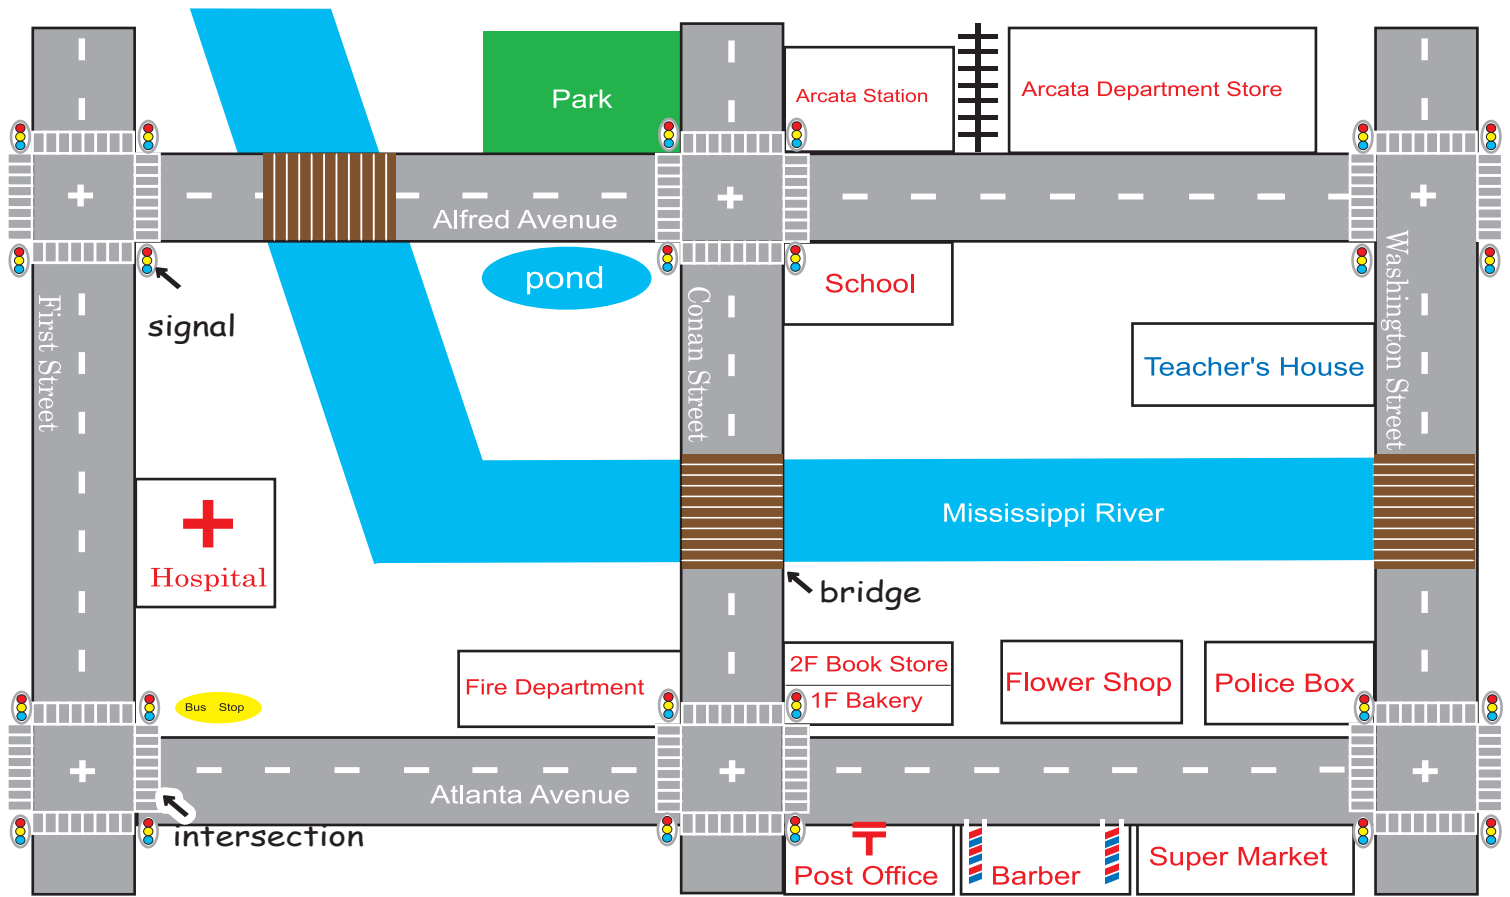 Park
Arcata Station
Arcata Department Store
Alfred Avenue
pond
School
signal
First Street
Conan Street
Washington Street
Teacher's House
Hospital
Mississippi River
bridge
Bus Stop
Fire Department
2F Book Store
1F Bakery
Flower Shop
Police Box
Atlanta Avenue
intersection
Post Office
Barber
Super Market